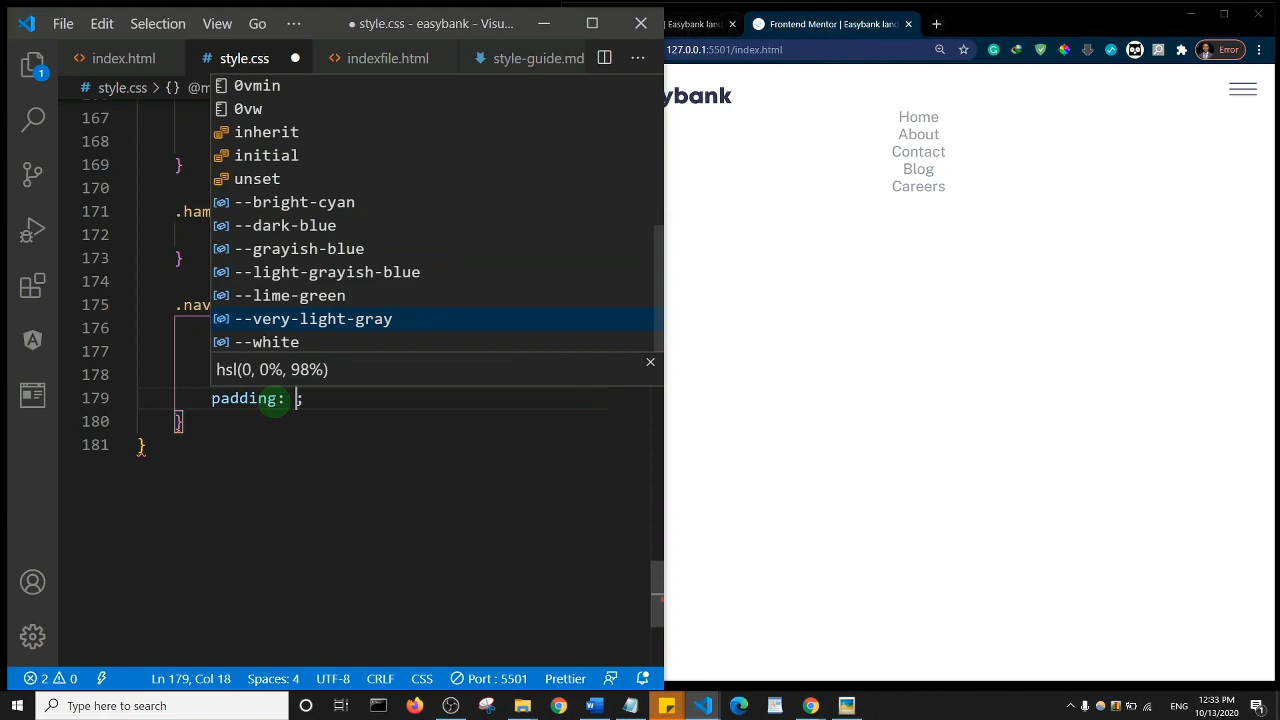 File Edit Selection View Go ... ● style.css - easybank - Visu...
index.html
# style.css ●
indexfile.html
style-guide.md
# style.css > {} @m
0vmin
0vw
inherit
initial
unset
--bright-cyan
--dark-blue
--grayish-blue
--light-grayish-blue
--lime-green
--very-light-gray
--white
hsl(0, 0%, 98%)
167
168
169 }
170
171 .ham
172
173 }
174
175 .nav
176
177
178
179 padding: ;
180 }
181 }
1
2 0 Ln 179, Col 18 Spaces: 4 UTF-8 CRLF CSS Port : 5501 Prettier
Easybank land
Frontend Mentor | Easybank land
127.0.0.1:5501/index.html
Error
ybank
Home
About
Contact
Blog
Careers
Type here to search
ENG
12:33 PM
10/13/2020